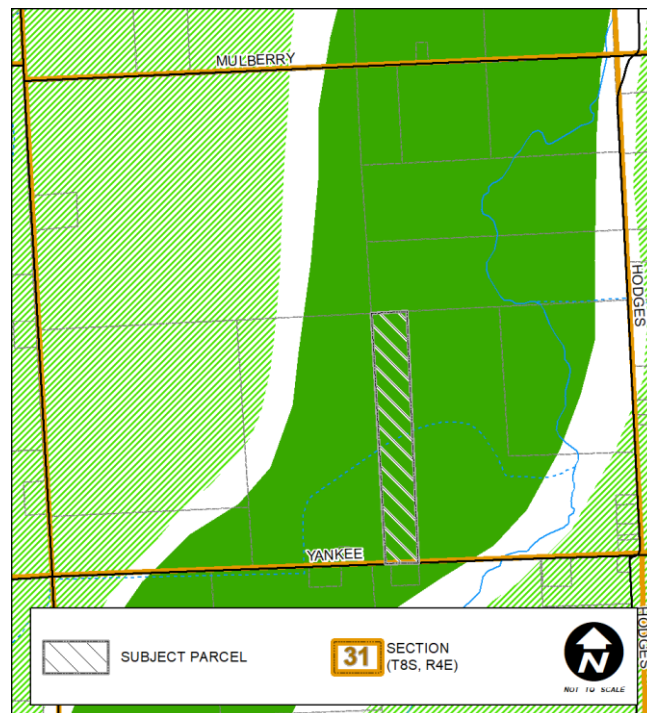 MULBERRY
HODGES
YANKEE
SUBJECT PARCEL
31
SECTION
(T8S, R4E)
N
NOT TO SCALE
HODGES